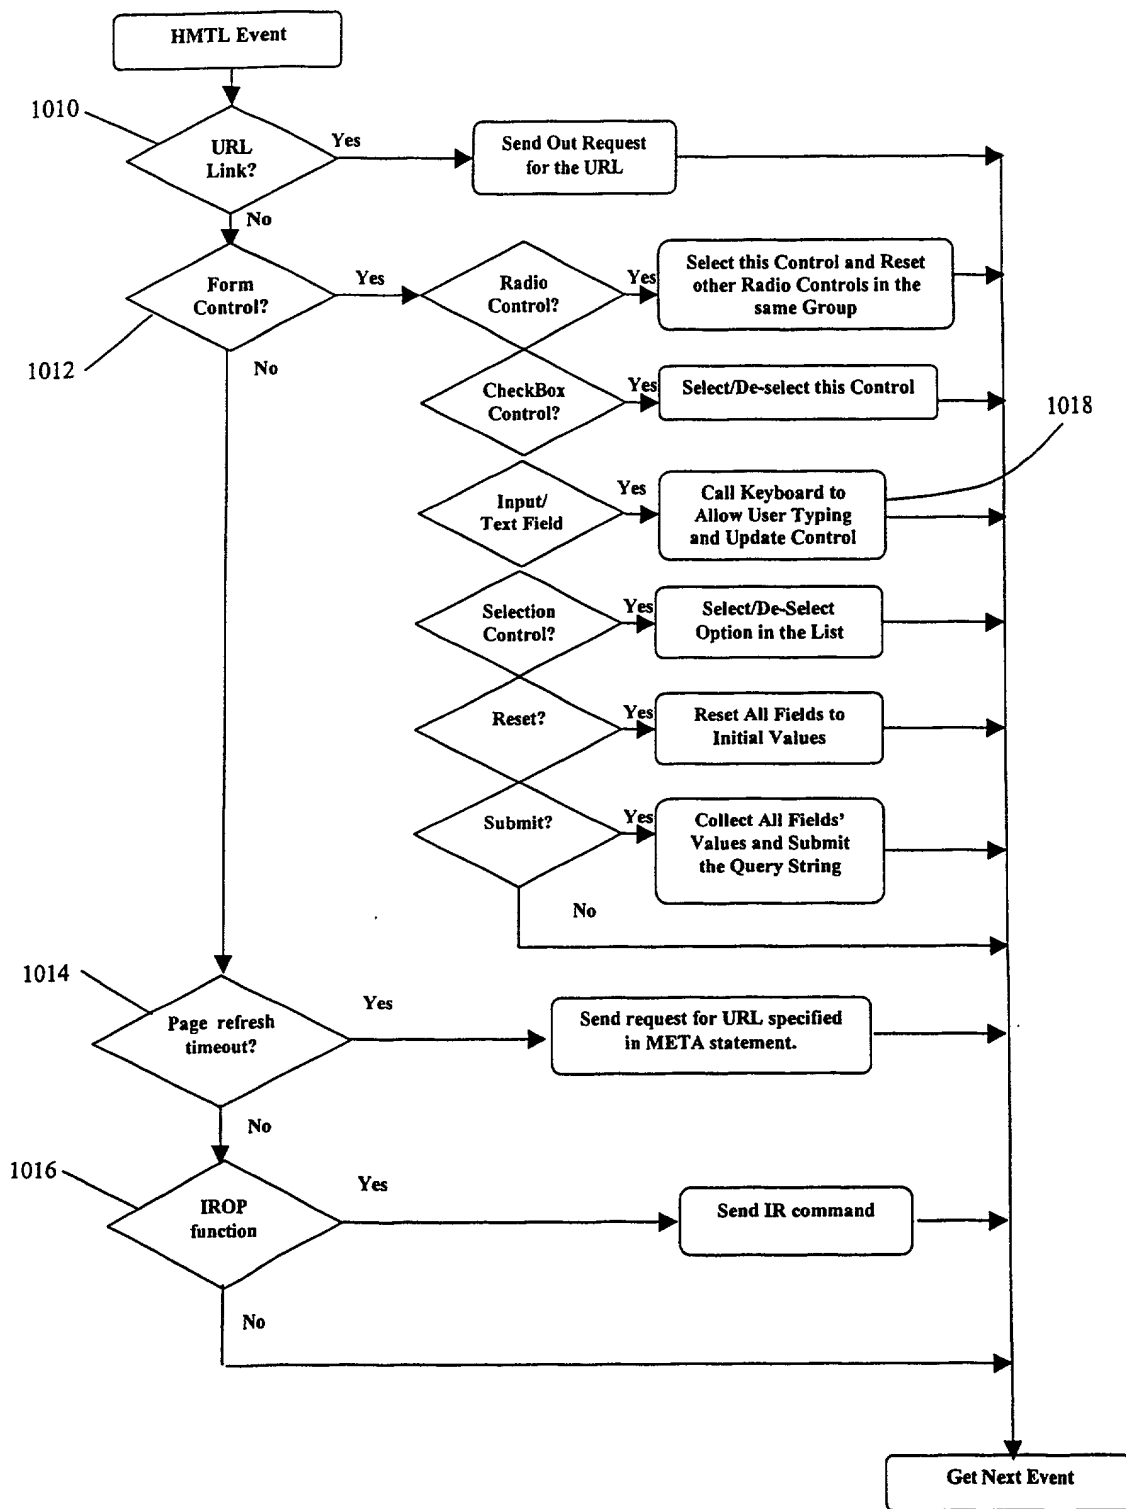 HMTL Event
1010
URL
Link?
Yes
Send Out Request
for the URL
No
Form
Control?
Yes
1012
No
Radio
Control?
Yes
Select this Control and Reset
other Radio Controls in the
same Group
CheckBox
Control?
Yes
Select/De-select this Control
1018
Input/
Text Field
Yes
Call Keyboard to
Allow User Typing
and Update Control
Selection
Control?
Yes
Select/De-Select
Option in the List
Reset?
Yes
Reset All Fields to
Initial Values
Submit?
Yes
Collect All Fields'
Values and Submit
the Query String
No
1014
Page refresh
timeout?
Yes
Send request for URL specified
in META statement.
No
1016
IROP
function
Yes
Send IR command
No
Get Next Event